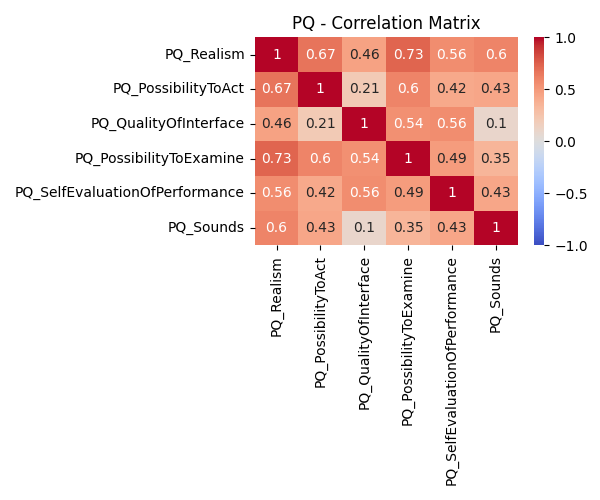 PQ - Correlation Matrix
PQ_Realism 1 0.67 0.46 0.73 0.56 0.6
PQ_PossibilityToAct 0.67 1 0.21 0.6 0.42 0.43
PQ_QualityOfInterface 0.46 0.21 1 0.54 0.56 0.1
PQ_PossibilityToExamine 0.73 0.6 0.54 1 0.49 0.35
PQ_SelfEvaluationOfPerformance 0.56 0.42 0.56 0.49 1 0.43
PQ_Sounds 0.6 0.43 0.1 0.35 0.43 1
PQ_Realism
PQ_PossibilityToAct
PQ_QualityOfInterface
PQ_PossibilityToExamine
PQ_SelfEvaluationOfPerformance
PQ_Sounds
1.0
0.5
0.0
−0.5
−1.0